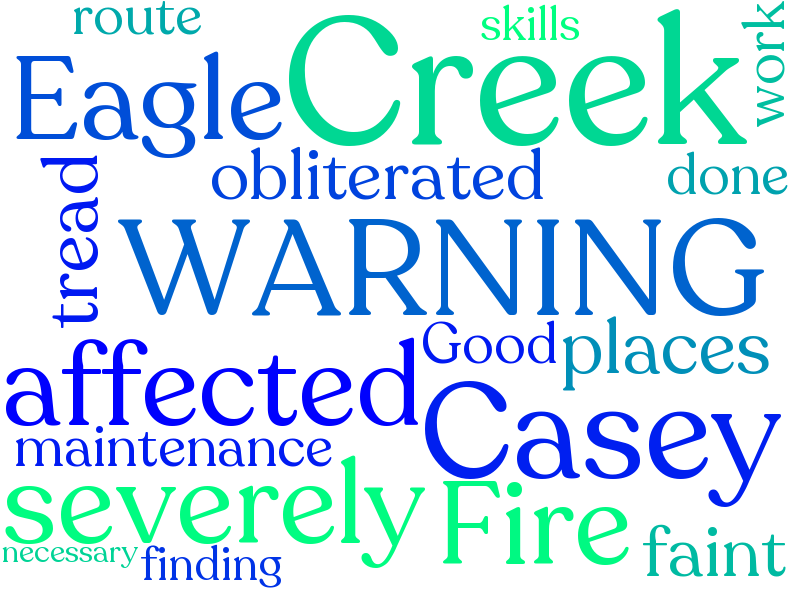 route
skills
work
Eagle
Creek
obliterated
done
tread
WARNING
Good
places
affected
Casey
maintenance
severely
Fire
necessary
finding
faint